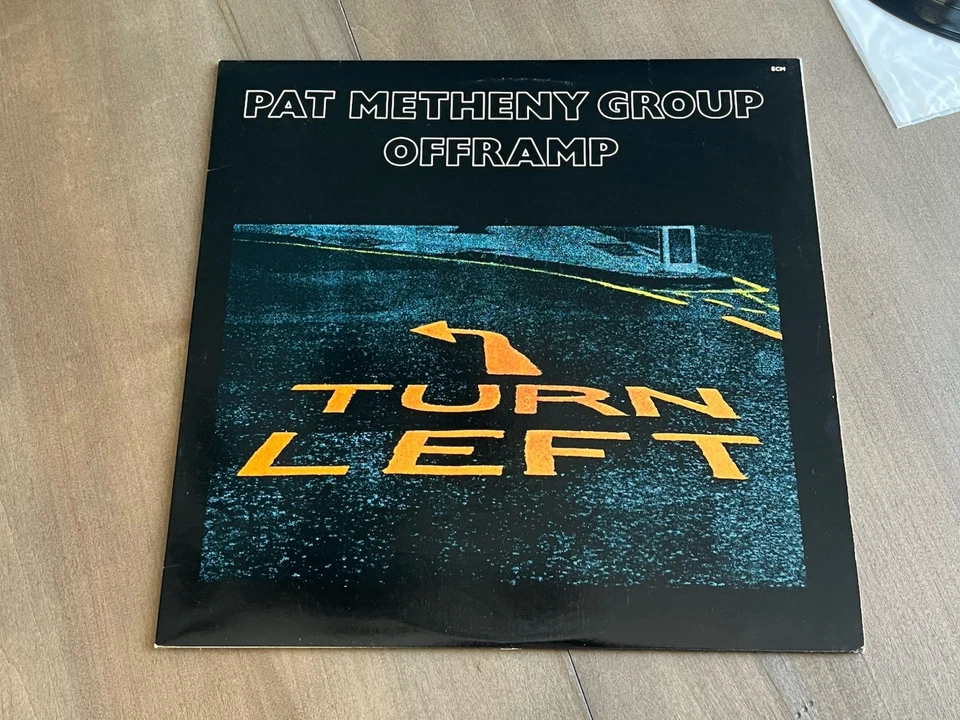 ECM
PAT METHENY GROUP
OFFRAMP
TURN
LEFT